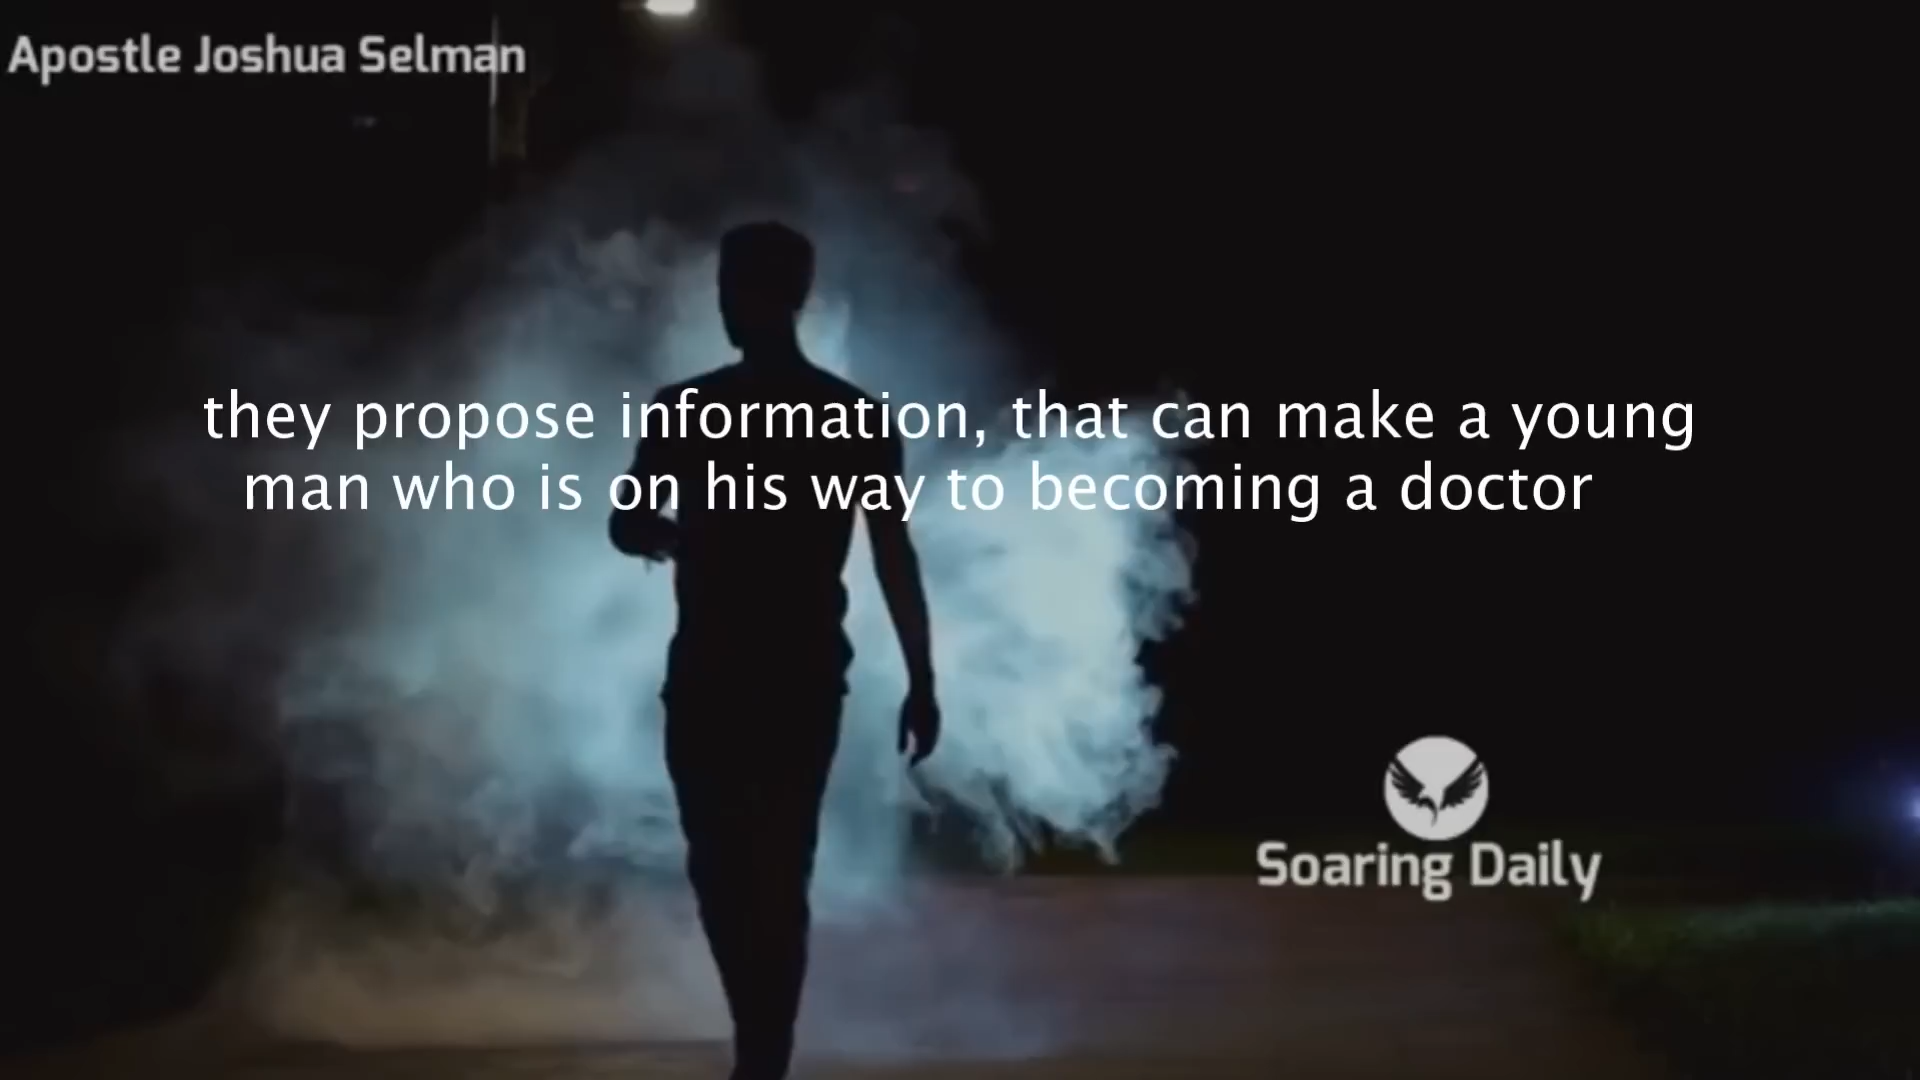 Apostle Joshua Selman
they propose information, that can make a young
man who is on his way to becoming a doctor
Soaring Daily